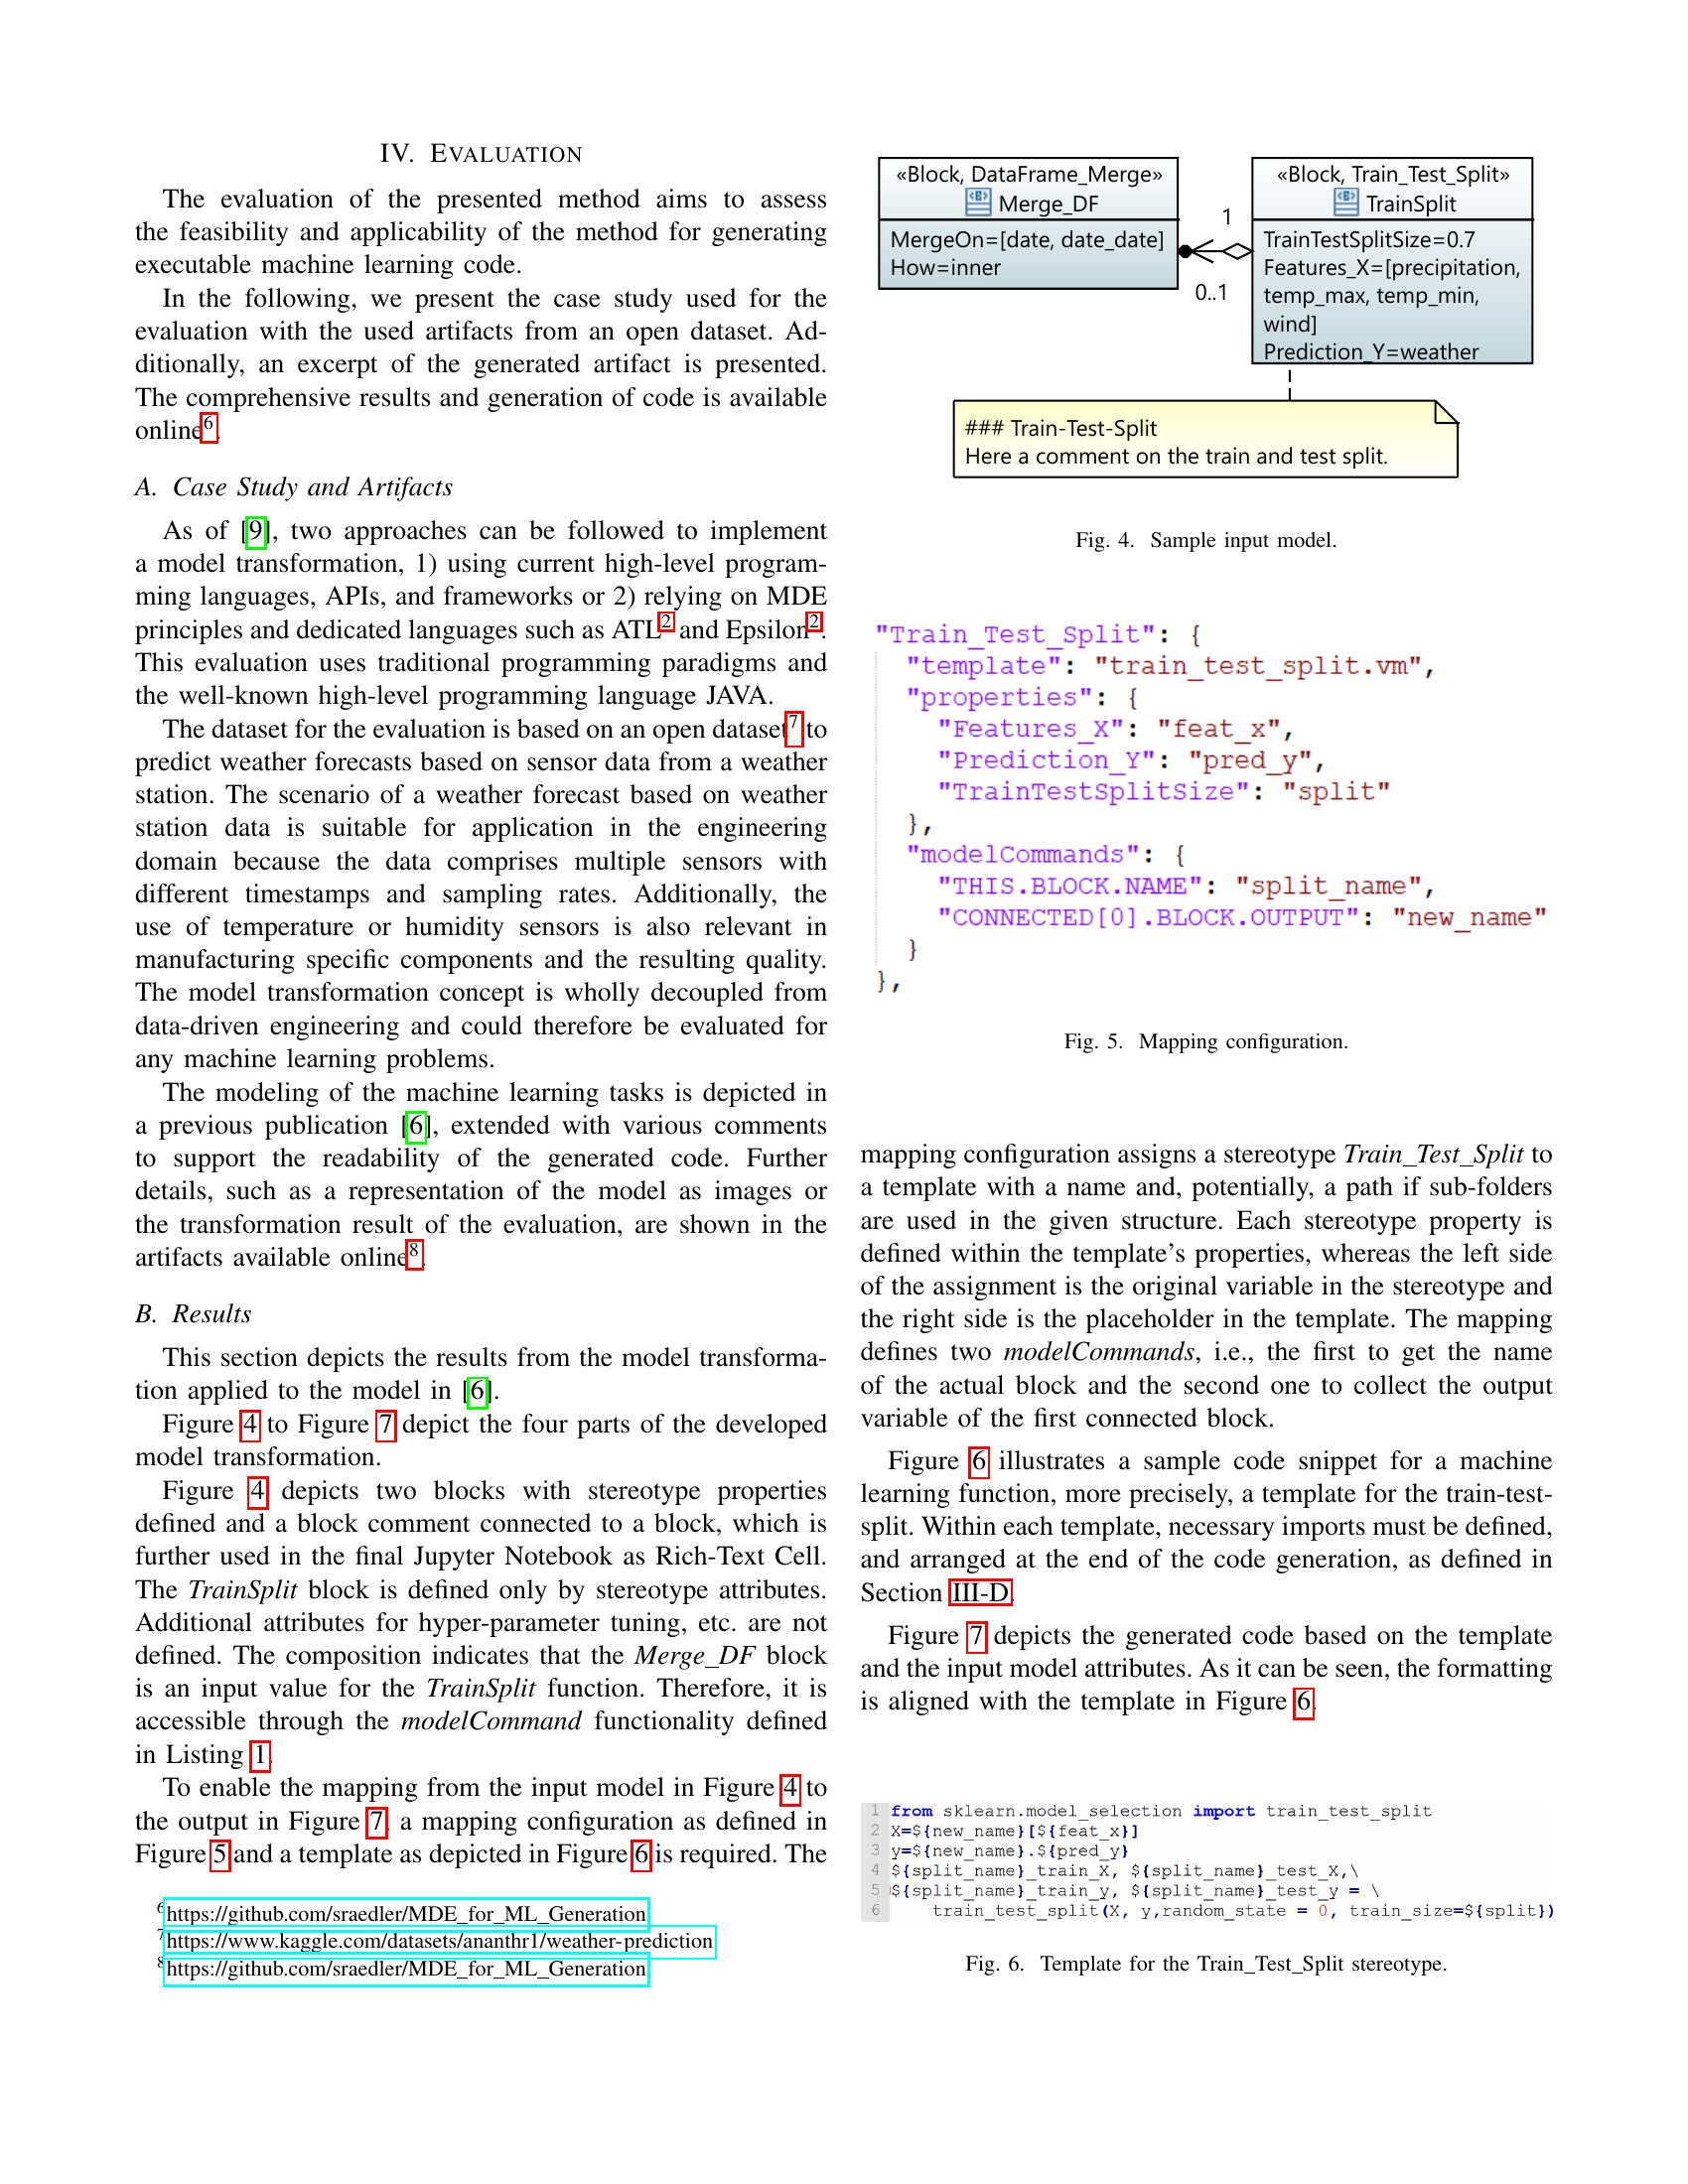 IV. EVALUATION
The evaluation of the presented method aims to assess
the feasibility and applicability of the method for generating
executable machine learning code.
In the following, we present the case study used for the
evaluation with the used artifacts from an open dataset. Ad-
ditionally, an excerpt of the generated artifact is presented.
The comprehensive results and generation of code is available
online6.
A. Case Study and Artifacts
As of [9], two approaches can be followed to implement
a model transformation, 1) using current high-level program-
ming languages, APIs, and frameworks or 2) relying on MDE
principles and dedicated languages such as ATL2 and Epsilon2.
This evaluation uses traditional programming paradigms and
the well-known high-level programming language JAVA.
The dataset for the evaluation is based on an open dataset7 to
predict weather forecasts based on sensor data from a weather
station. The scenario of a weather forecast based on weather
station data is suitable for application in the engineering
domain because the data comprises multiple sensors with
different timestamps and sampling rates. Additionally, the
use of temperature or humidity sensors is also relevant in
manufacturing specific components and the resulting quality.
The model transformation concept is wholly decoupled from
data-driven engineering and could therefore be evaluated for
any machine learning problems.
The modeling of the machine learning tasks is depicted in
a previous publication [6], extended with various comments
to support the readability of the generated code. Further
details, such as a representation of the model as images or
the transformation result of the evaluation, are shown in the
artifacts available online8.
B. Results
This section depicts the results from the model transforma-
tion applied to the model in [6].
Figure 4 to Figure 7 depict the four parts of the developed
model transformation.
Figure 4 depicts two blocks with stereotype properties
defined and a block comment connected to a block, which is
further used in the final Jupyter Notebook as Rich-Text Cell.
The TrainSplit block is defined only by stereotype attributes.
Additional attributes for hyper-parameter tuning, etc. are not
defined. The composition indicates that the Merge_DF block
is an input value for the TrainSplit function. Therefore, it is
accessible through the modelCommand functionality defined
in Listing 1.
To enable the mapping from the input model in Figure 4 to
the output in Figure 7, a mapping configuration as defined in
Figure 5 and a template as depicted in Figure 6 is required. The
6https://github.com/sraedler/MDE_for_ML_Generation
7https://www.kaggle.com/datasets/ananthr1/weather-prediction
8https://github.com/sraedler/MDE_for_ML_Generation
«Block, DataFrame_Merge»
Merge_DF
MergeOn=[date, date_date]
How=inner
1
0..1
«Block, Train_Test_Split»
TrainSplit
TrainTestSplitSize=0.7
Features_X=[precipitation,
temp_max, temp_min,
wind]
Prediction_Y=weather
### Train-Test-Split
Here a comment on the train and test split.
Fig. 4. Sample input model.
"Train_Test_Split": {
"template": "train_test_split.vm",
"properties": {
"Features_X": "feat_x",
"Prediction_Y": "pred_y",
"TrainTestSplitSize": "split"
},
"modelCommands": {
"THIS.BLOCK.NAME": "split_name",
"CONNECTED[0].BLOCK.OUTPUT": "new_name"
}
},
Fig. 5. Mapping configuration.
mapping configuration assigns a stereotype Train_Test_Split to
a template with a name and, potentially, a path if sub-folders
are used in the given structure. Each stereotype property is
defined within the template's properties, whereas the left side
of the assignment is the original variable in the stereotype and
the right side is the placeholder in the template. The mapping
defines two modelCommands, i.e., the first to get the name
of the actual block and the second one to collect the output
variable of the first connected block.
Figure 6 illustrates a sample code snippet for a machine
learning function, more precisely, a template for the train-test-
split. Within each template, necessary imports must be defined,
and arranged at the end of the code generation, as defined in
Section III-D.
Figure 7 depicts the generated code based on the template
and the input model attributes. As it can be seen, the formatting
is aligned with the template in Figure 6.
1 from sklearn.model_selection import train_test_split
2 X=${new_name}[${feat_x}]
3 y=${new_name}.${pred_y}
4 ${split_name}_train_X, ${split_name}_test_X,\
5 ${split_name}_train_y, ${split_name}_test_y = \
6 train_test_split(X, y,random_state = 0, train_size=${split})
Fig. 6. Template for the Train_Test_Split stereotype.